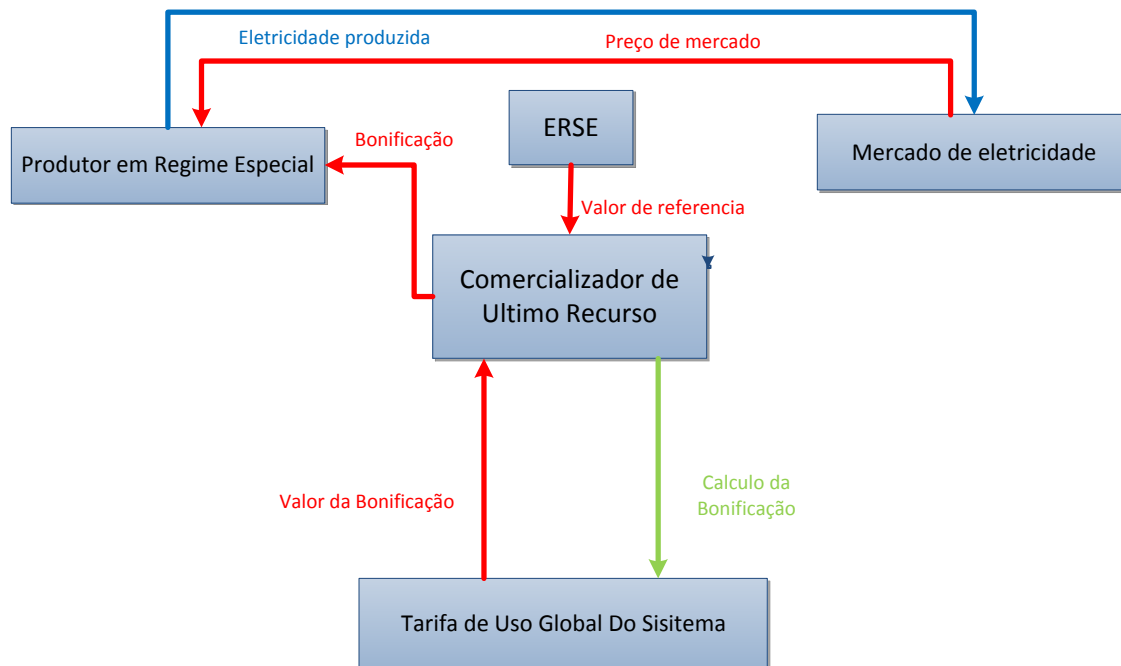 Eletricidade produzida
Preço de mercado
ERSE
Bonificação
Produtor em Regime Especial
Mercado de eletricidade
Valor de referencia
Comercializador de
Ultimo Recurso
Valor da Bonificação
Calculo da
Bonificação
Tarifa de Uso Global Do Sisitema